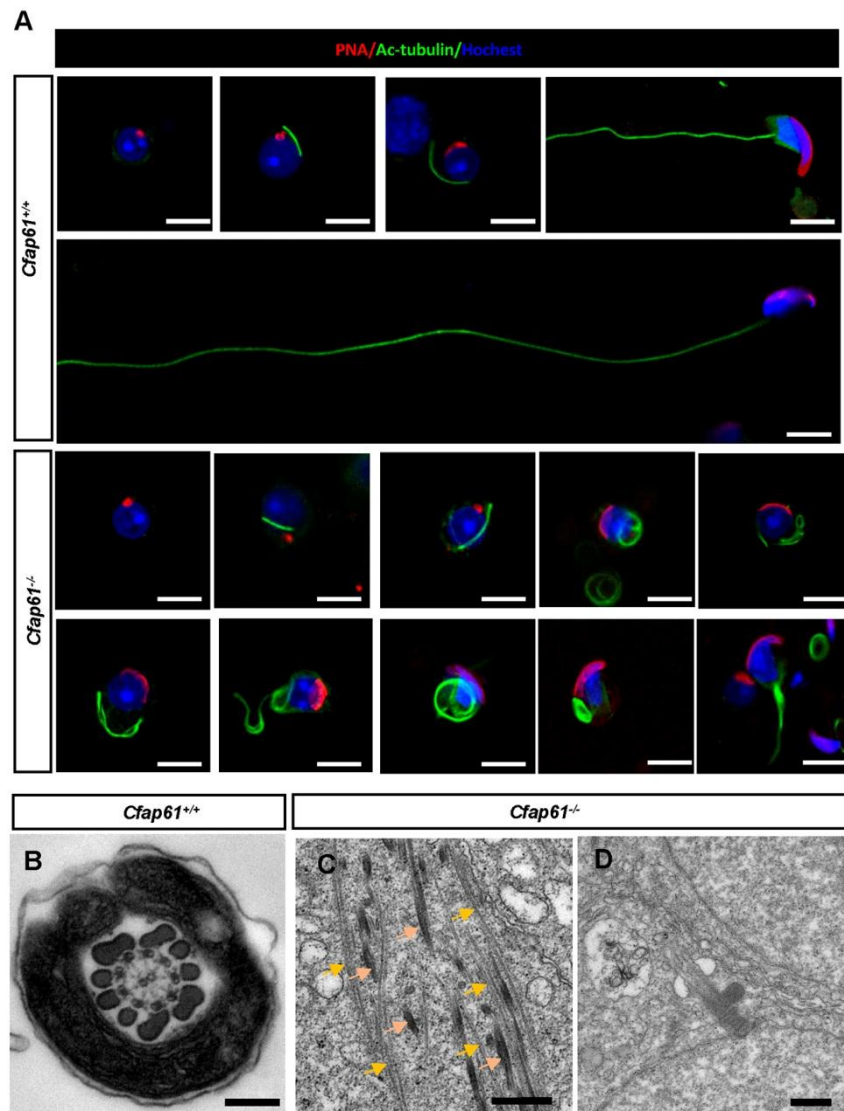 A
PNA/Ac-tubulin/Hochest
Cfap61+/+
Cfap61-/-
Cfap61+/+
Cfap61-/-
B
C
D